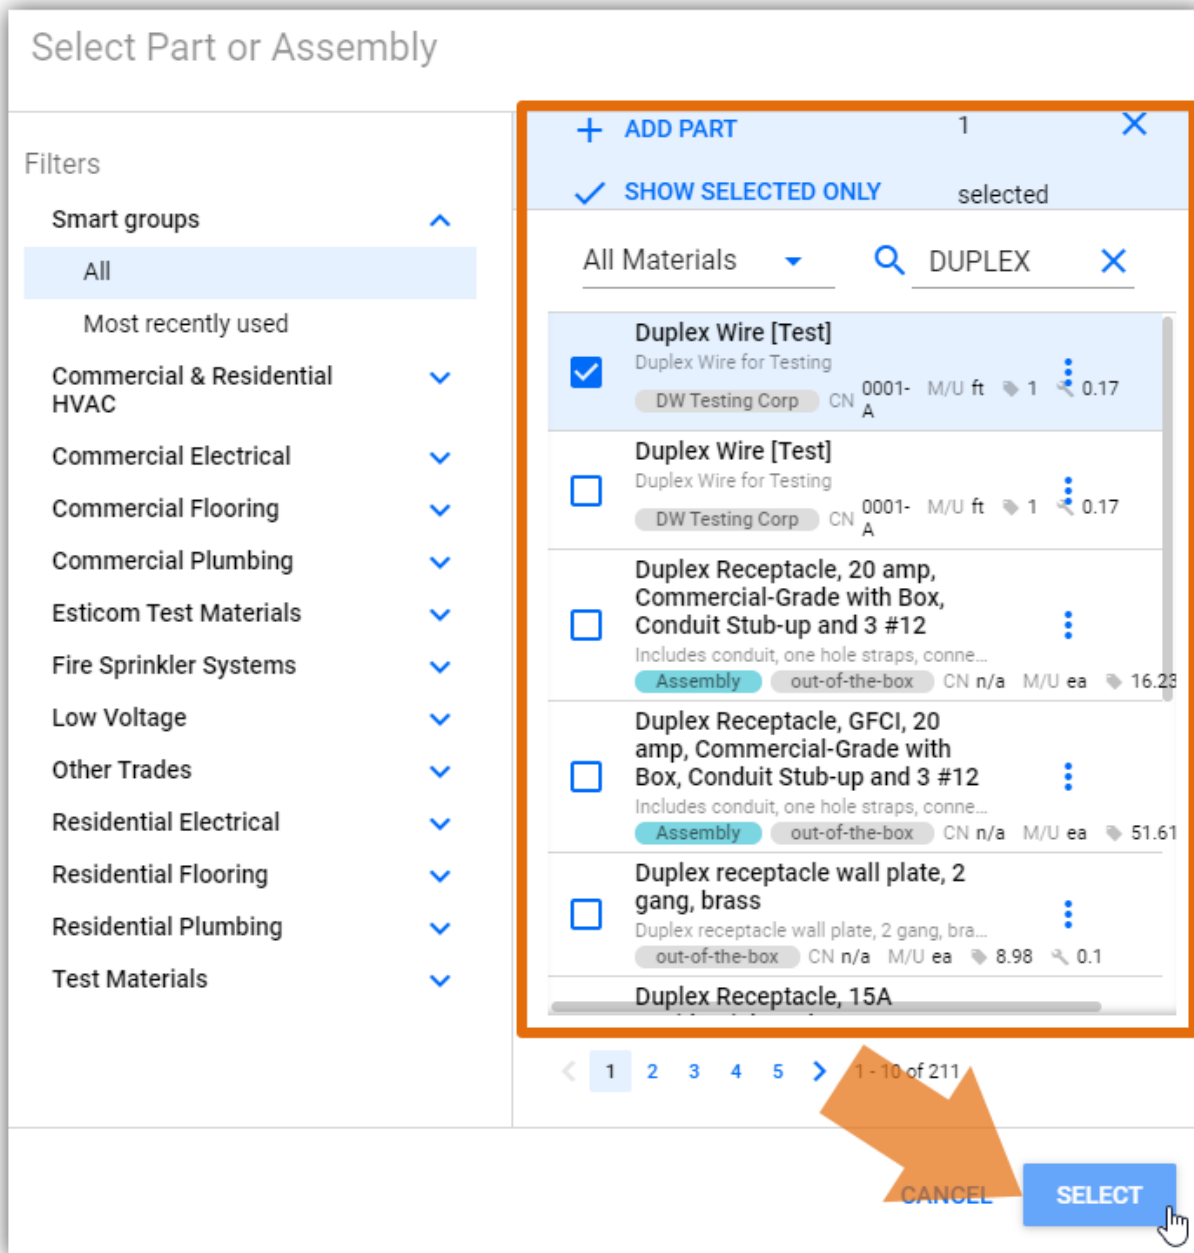 Select Part or Assembly
Filters
Smart groups
All
Most recently used
Commercial & Residential
HVAC
Commercial Electrical
Commercial Flooring
Commercial Plumbing
Esticom Test Materials
Fire Sprinkler Systems
Low Voltage
Other Trades
Residential Electrical
Residential Flooring
Residential Plumbing
Test Materials
ADD PART 1
SHOW SELECTED ONLY selected
All Materials DUPLEX
Duplex Wire [Test]
Duplex Wire for Testing
DW Testing Corp CN 0001-A M/U ft 1 0.17
Duplex Wire [Test]
Duplex Wire for Testing
DW Testing Corp CN 0001-A M/U ft 1 0.17
Duplex Receptacle, 20 amp,
Commercial-Grade with Box,
Conduit Stub-up and 3 #12
Includes conduit, one hole straps, conne...
Assembly out-of-the-box CN n/a M/U ea 16.23
Duplex Receptacle, GFCI, 20
amp, Commercial-Grade with
Box, Conduit Stub-up and 3 #12
Includes conduit, one hole straps, conne...
Assembly out-of-the-box CN n/a M/U ea 51.61
Duplex receptacle wall plate, 2
gang, brass
Duplex receptacle wall plate, 2 gang, bra...
out-of-the-box CN n/a M/U ea 8.98 0.1
Duplex Receptacle, 15A
1 2 3 4 5 1 - 10 of 211
CANCEL SELECT